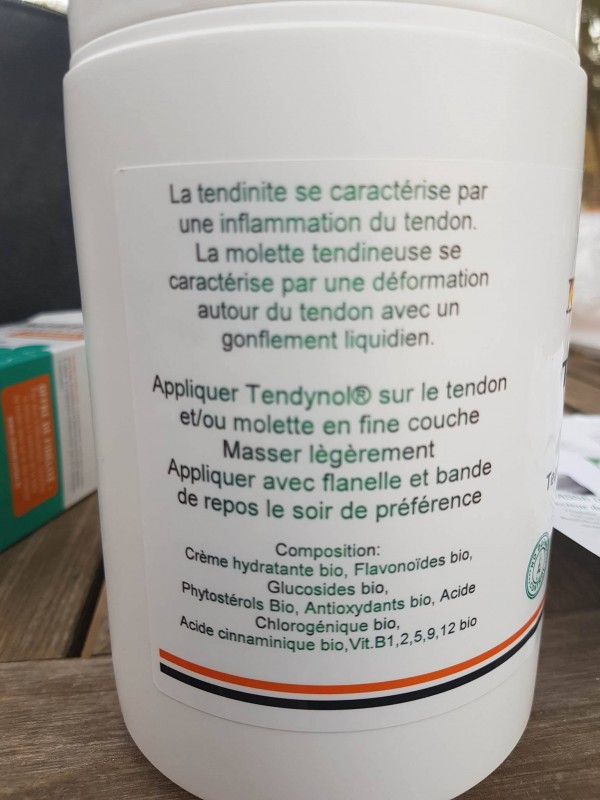 La tendinite se caractérise par
une inflammation du tendon.
La molette tendineuse se
caractérise par une déformation
autour du tendon avec un
gonflement liquidien.
Appliquer Tendynol® sur le tendon
et/ou molette en fine couche
Masser lègèrement
Appliquer avec flanelle et bande
de repos le soir de préférence
Composition:
Crème hydratante bio, Flavonoïdes bio,
Glucosides bio,
Phytostérols Bio, Antioxydants bio, Acide
Chlorogénique bio,
Acide cinnaminique bio,Vit.B1,2,5,9,12 bio